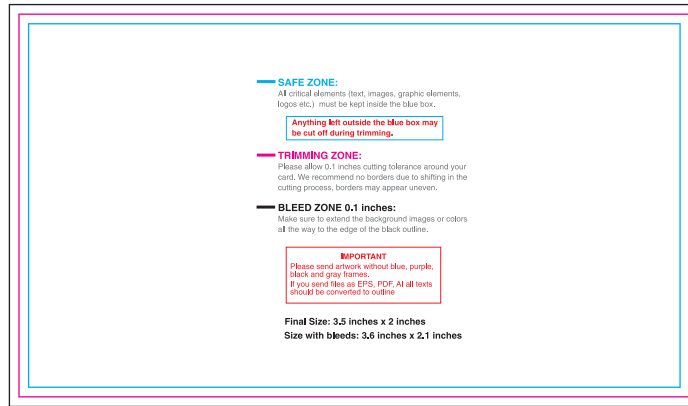 SAFE ZONE:
All critical elements (text, images, graphic elements,
logos etc.) must be kept inside the blue box.
Anything left outside the blue box may
be cut off during trimming.
TRIMMING ZONE:
Please allow 0.1 inches cutting tolerance around your
card. We recommend no borders due to shifting in the
cutting process, borders may appear uneven.
BLEED ZONE 0.1 inches:
Make sure to extend the background images or colors
all the way to the edge of the black outline.
IMPORTANT
Please send artwork without blue, purple,
black and gray frames.
If you send files as EPS, PDF, AI all texts
should be converted to outline
Final Size: 3.5 inches x 2 inches
Size with bleeds: 3.6 inches x 2.1 inches